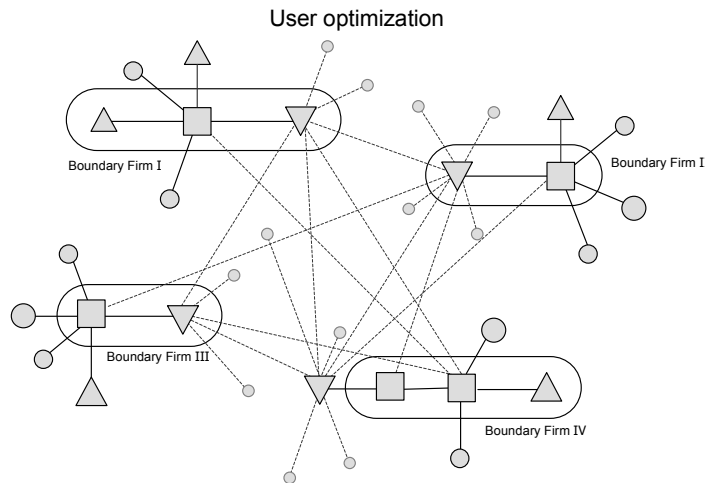 User optimization
Boundary Firm I
Boundary Firm I
Boundary Firm III
Boundary Firm IV